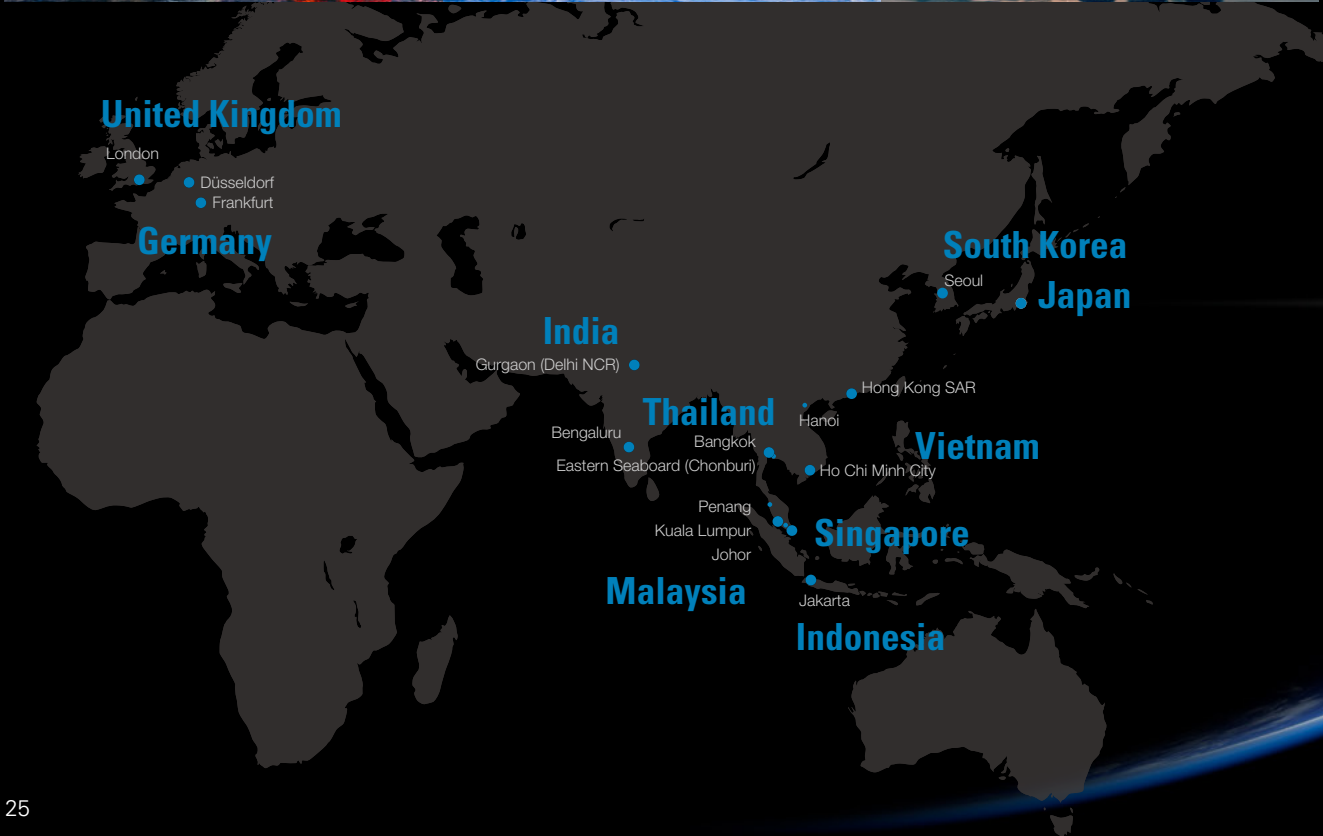 United Kingdom
London
Düsseldorf
Frankfurt
Germany
South Korea
Seoul
Japan
India
Gurgaon (Delhi NCR)
Hong Kong SAR
Thailand
Hanoi
Bengaluru
Bangkok
Vietnam
Eastern Seaboard (Chonburi)
Ho Chi Minh City
Penang
Kuala Lumpur
Singapore
Johor
Malaysia
Jakarta
Indonesia
25